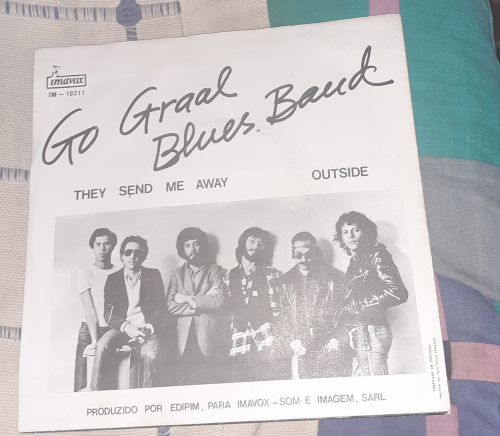 imavox
IM - 10211
Go Graal
Blues Band
THEY SEND ME AWAY
OUTSIDE
PRODUZIDO POR EDIPIM, PARA IMAVOX - SOM E IMAGEM, SARL